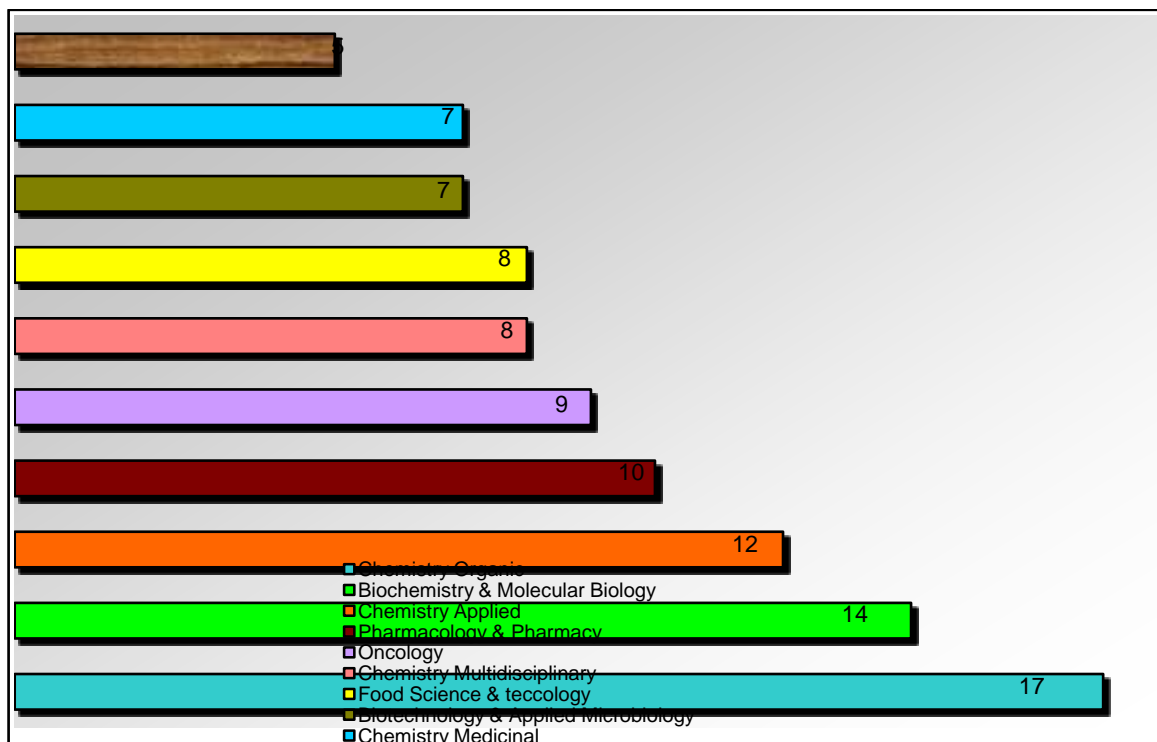 5
7
7
8
8
9
10
12
Chemistry Organic
Biochemistry & Molecular Biology
14
Chemistry Applied
Pharmacology & Pharmacy
Oncology
Chemistry Multidisciplinary
17
Food Science & teccology
Biotechnology & Applied Microbiology
Chemistry Medicinal